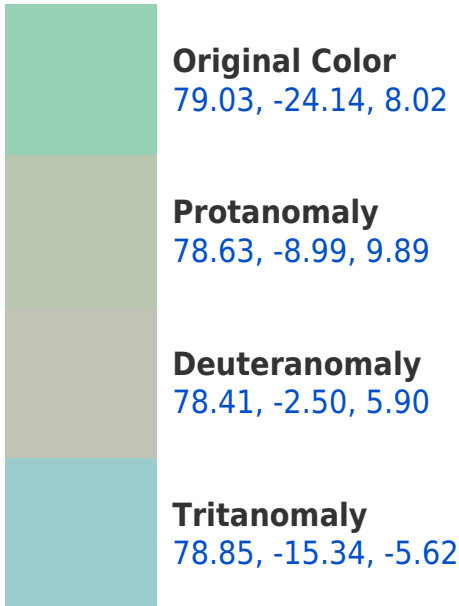 Original Color
79.03, -24.14, 8.02
Protanomaly
78.63, -8.99, 9.89
Deuteranomaly
78.41, -2.50, 5.90
Tritanomaly
78.85, -15.34, -5.62